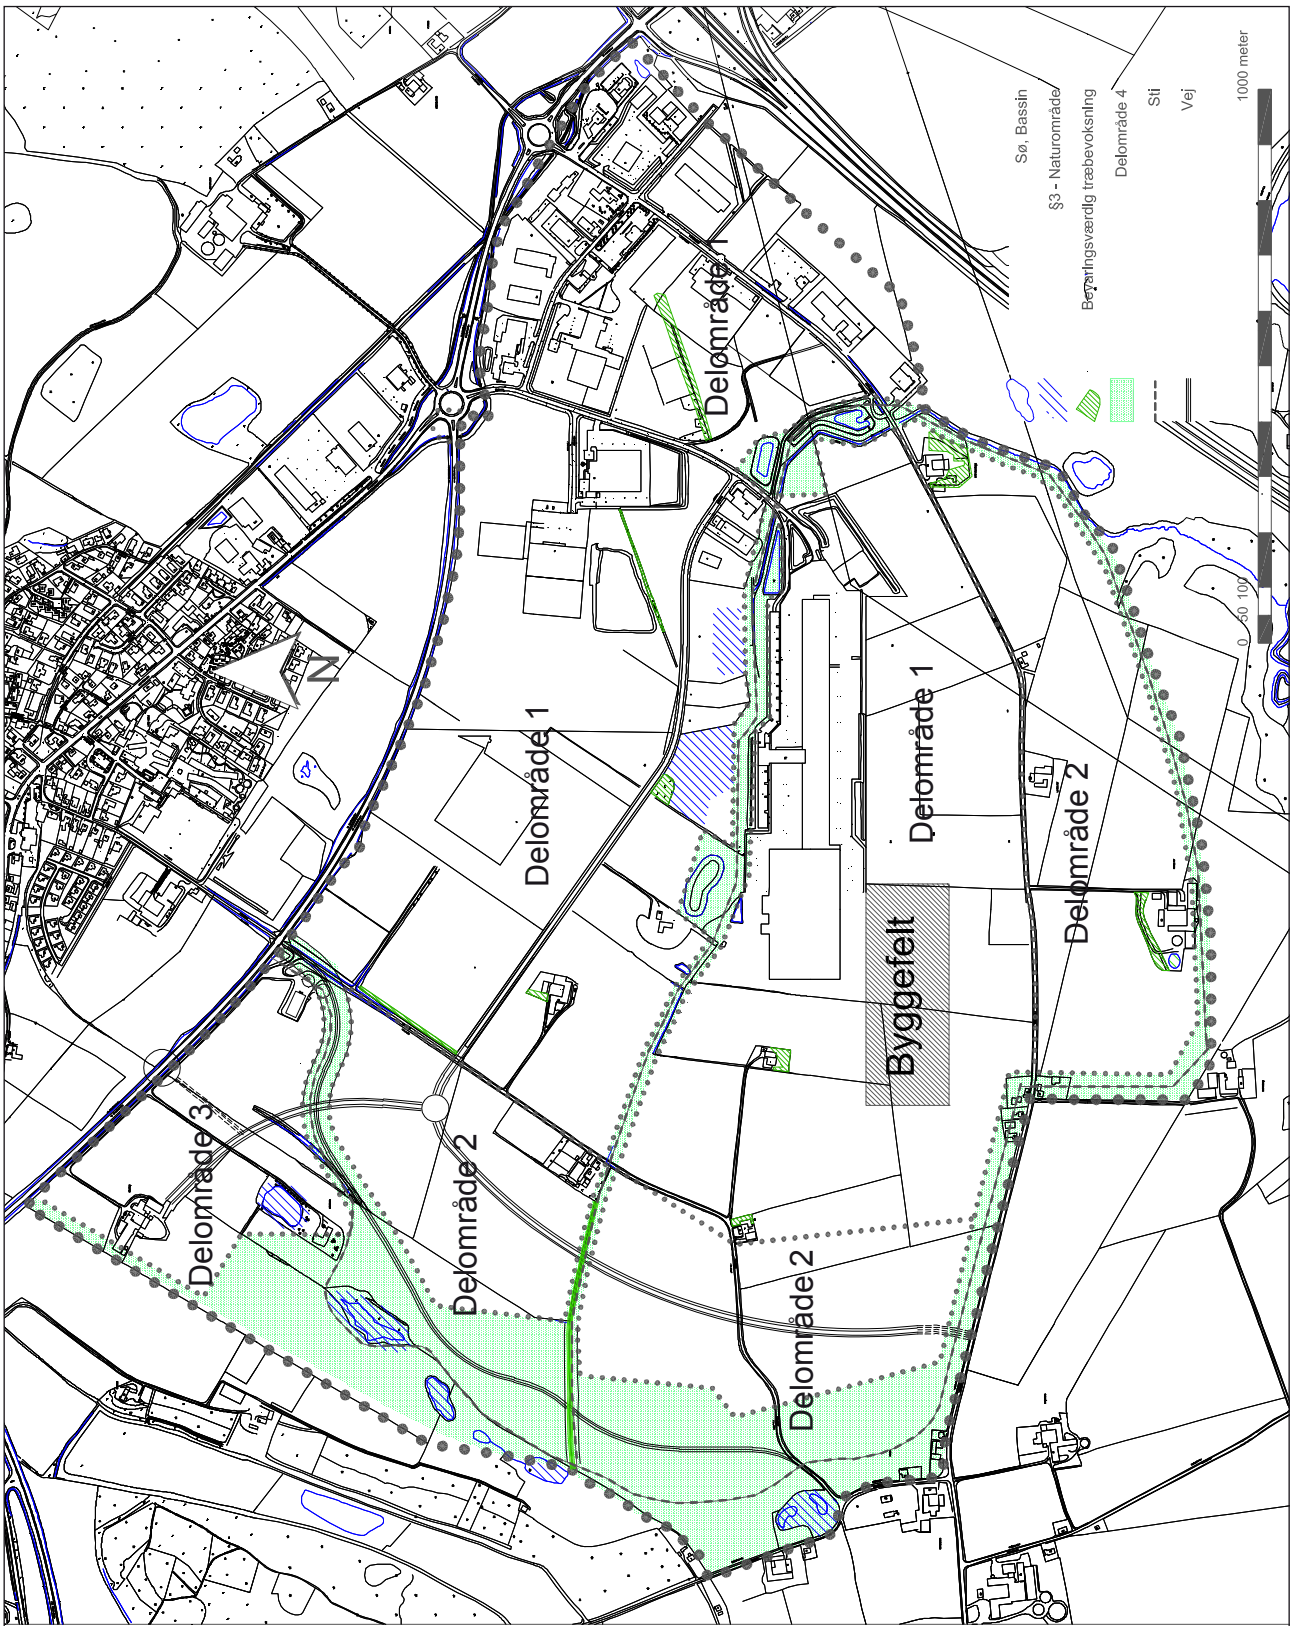 Delområde 3
Delområde 2
Delområde 1
Delområde 1
Delområde 2
Byggefelt
Delområde 1
Delområde 2
N
Sø, Bassin
§3 - Naturområde
Bevaringsværdig træbevoksning
Delområde 4
Sti
Vej
0 50 100 1000 meter